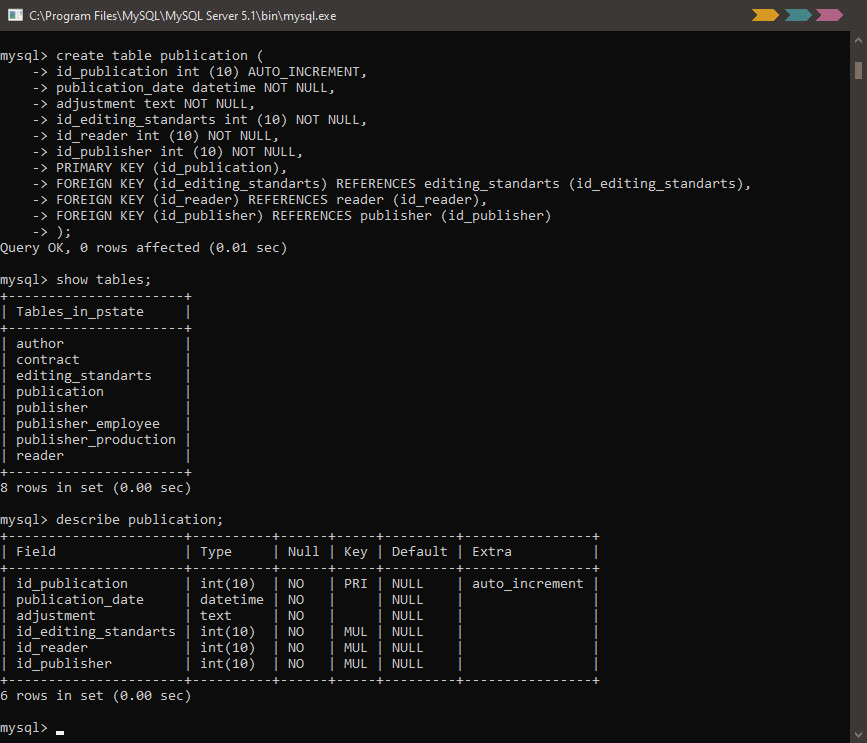 C:\Program Files\MySQL\MySQL Server 5.1\bin\mysql.exe
mysql> create table publication (
    -> id_publication int (10) AUTO_INCREMENT,
    -> publication_date datetime NOT NULL,
    -> adjustment text NOT NULL,
    -> id_editing_standarts int (10) NOT NULL,
    -> id_reader int (10) NOT NULL,
    -> id_publisher int (10) NOT NULL,
    -> PRIMARY KEY (id_publication),
    -> FOREIGN KEY (id_editing_standarts) REFERENCES editing_standarts (id_editing_standarts),
    -> FOREIGN KEY (id_reader) REFERENCES reader (id_reader),
    -> FOREIGN KEY (id_publisher) REFERENCES publisher (id_publisher)
    -> );
Query OK, 0 rows affected (0.01 sec)
mysql> show tables;
+----------------------+
| Tables_in_pstate     |
+----------------------+
| author               |
| contract             |
| editing_standarts    |
| publication          |
| publisher            |
| publisher_employee   |
| publisher_production |
| reader               |
+----------------------+
8 rows in set (0.00 sec)
mysql> describe publication;
+----------------------+----------+------+-----+---------+----------------+
| Field                | Type     | Null | Key | Default | Extra          |
+----------------------+----------+------+-----+---------+----------------+
| id_publication       | int(10)  | NO   | PRI | NULL    | auto_increment |
| publication_date     | datetime | NO   |     | NULL    |                |
| adjustment           | text     | NO   |     | NULL    |                |
| id_editing_standarts | int(10)  | NO   | MUL | NULL    |                |
| id_reader            | int(10)  | NO   | MUL | NULL    |                |
| id_publisher         | int(10)  | NO   | MUL | NULL    |                |
+----------------------+----------+------+-----+---------+----------------+
6 rows in set (0.00 sec)
mysql> _